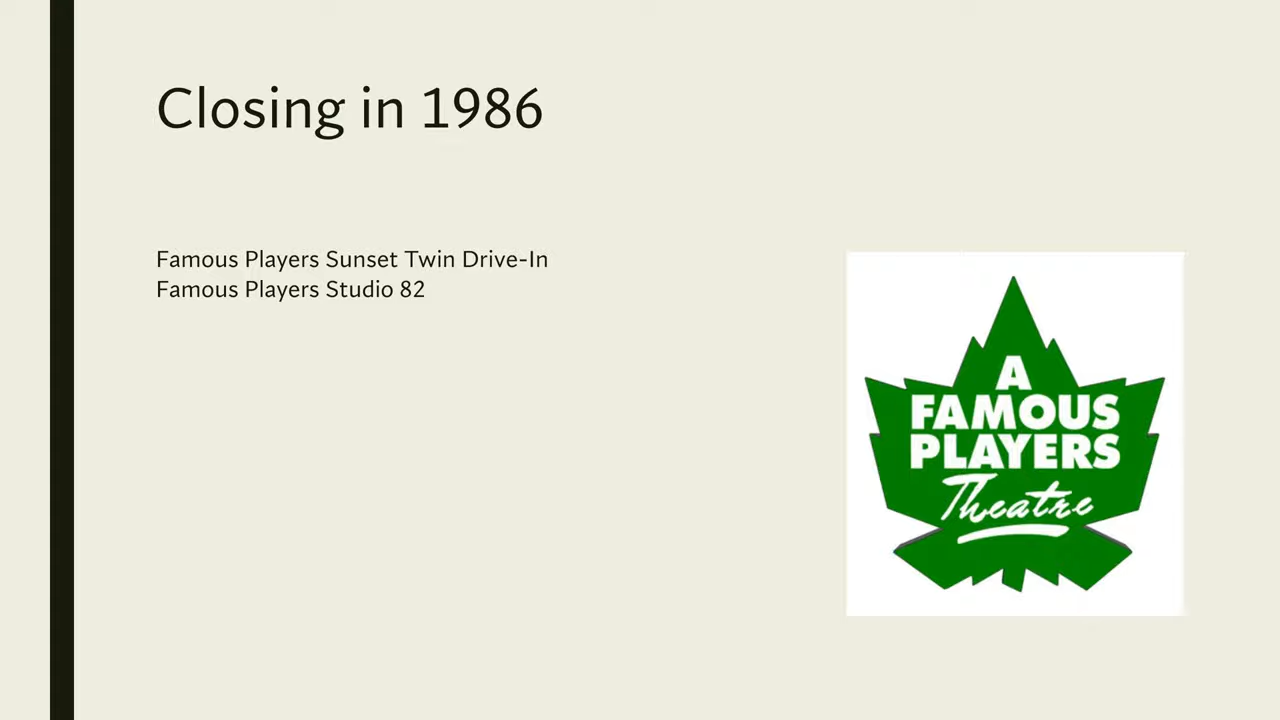 Closing in 1986
Famous Players Sunset Twin Drive-In
Famous Players Studio 82
A
FAMOUS
PLAYERS
Theatre